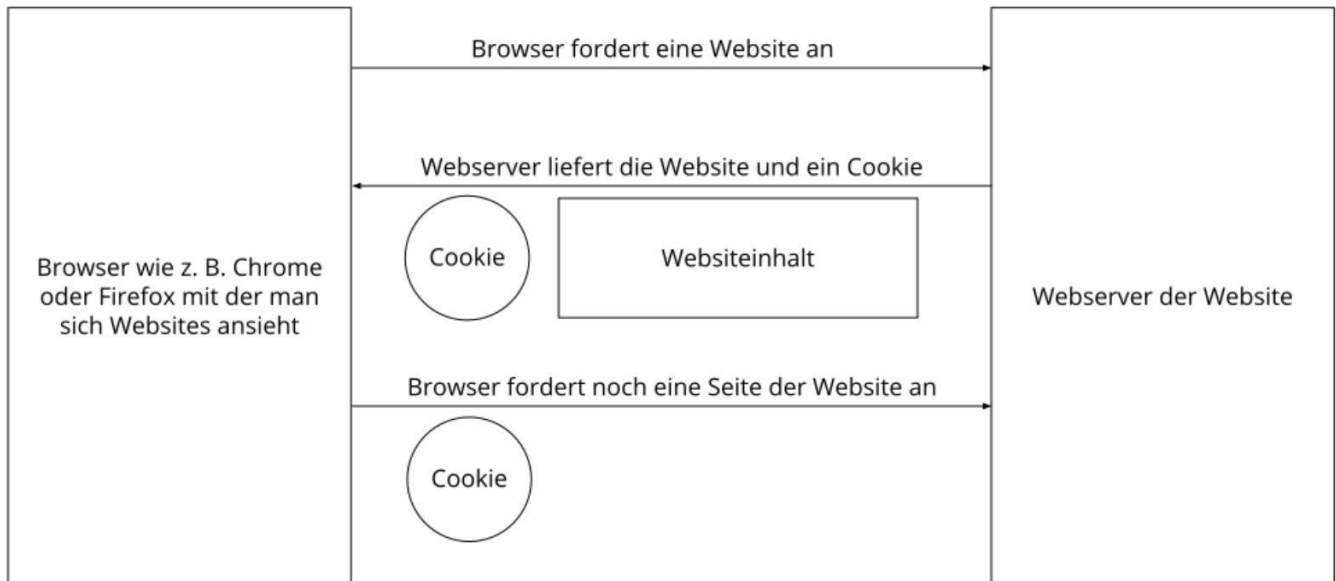 Browser fordert eine Website an
Webserver liefert die Website und ein Cookie
Cookie
Websiteinhalt
Browser wie z. B. Chrome
oder Firefox mit der man
sich Websites ansieht
Webserver der Website
Browser fordert noch eine Seite der Website an
Cookie